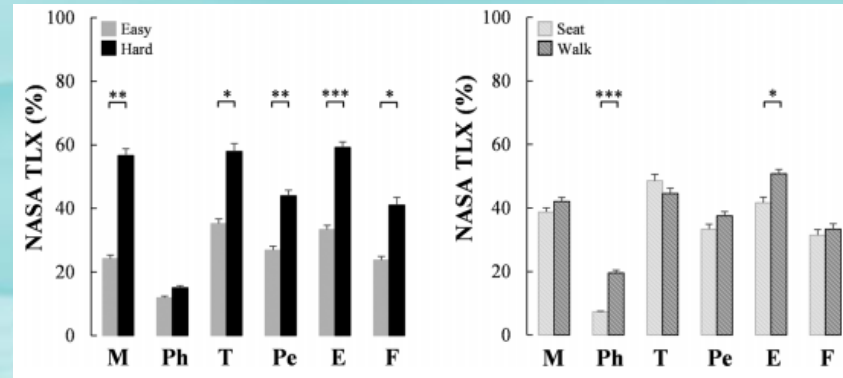 NASA TLX (%)
100
80
60
40
20
0
Easy
Hard
**
*
**
***
*
M Ph T Pe E F
NASA TLX (%)
100
80
60
40
20
0
Seat
Walk
***
*
M Ph T Pe E F